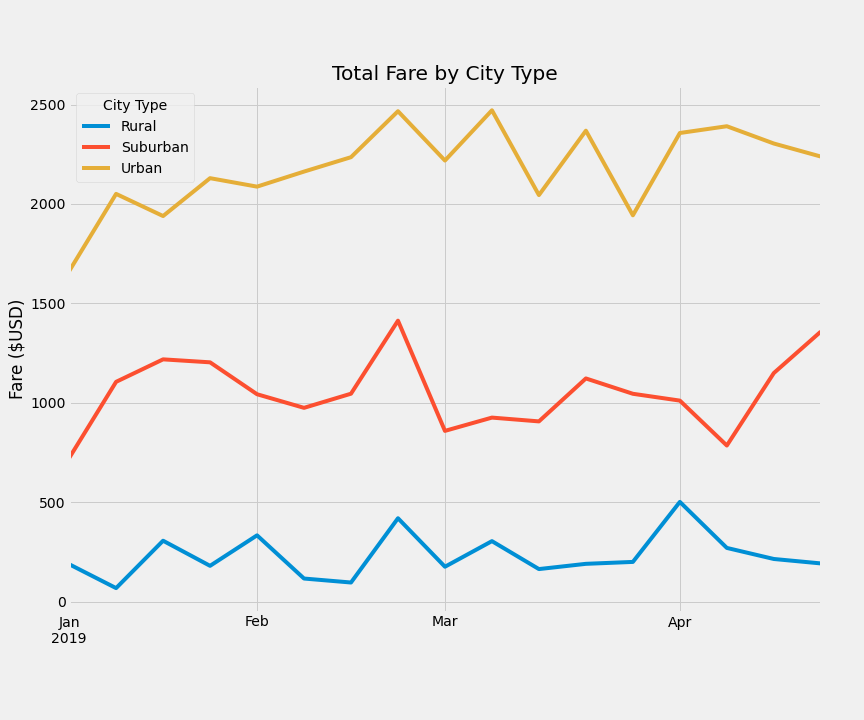 Total Fare by City Type
City Type
Rural
Suburban
Urban
Fare ($USD)
2500
2000
1500
1000
500
0
Jan
2019
Feb
Mar
Apr